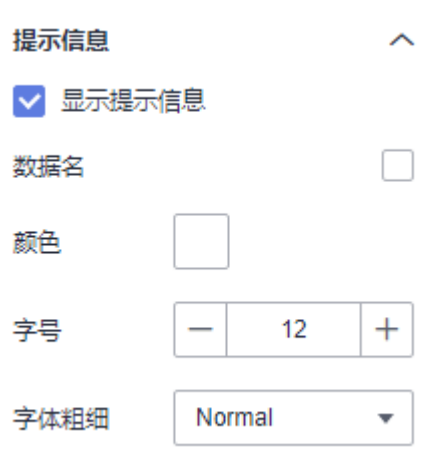 提示信息
显示提示信息
数据名
颜色
字号 12
字体粗细 Normal